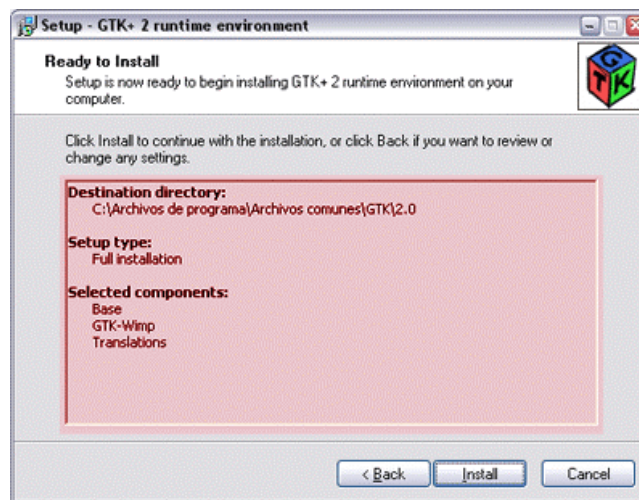 Setup - GTK+ 2 runtime environment
Ready to Install
Setup is now ready to begin installing GTK+ 2 runtime environment on your
computer.
GTK
Click Install to continue with the installation, or click Back if you want to review or
change any settings.
Destination directory:
C:\Archivos de programa\Archivos comunes\GTK\2.0
Setup type:
Full installation
Selected components:
Base
GTK-Wimp
Translations
< Back
Install
Cancel